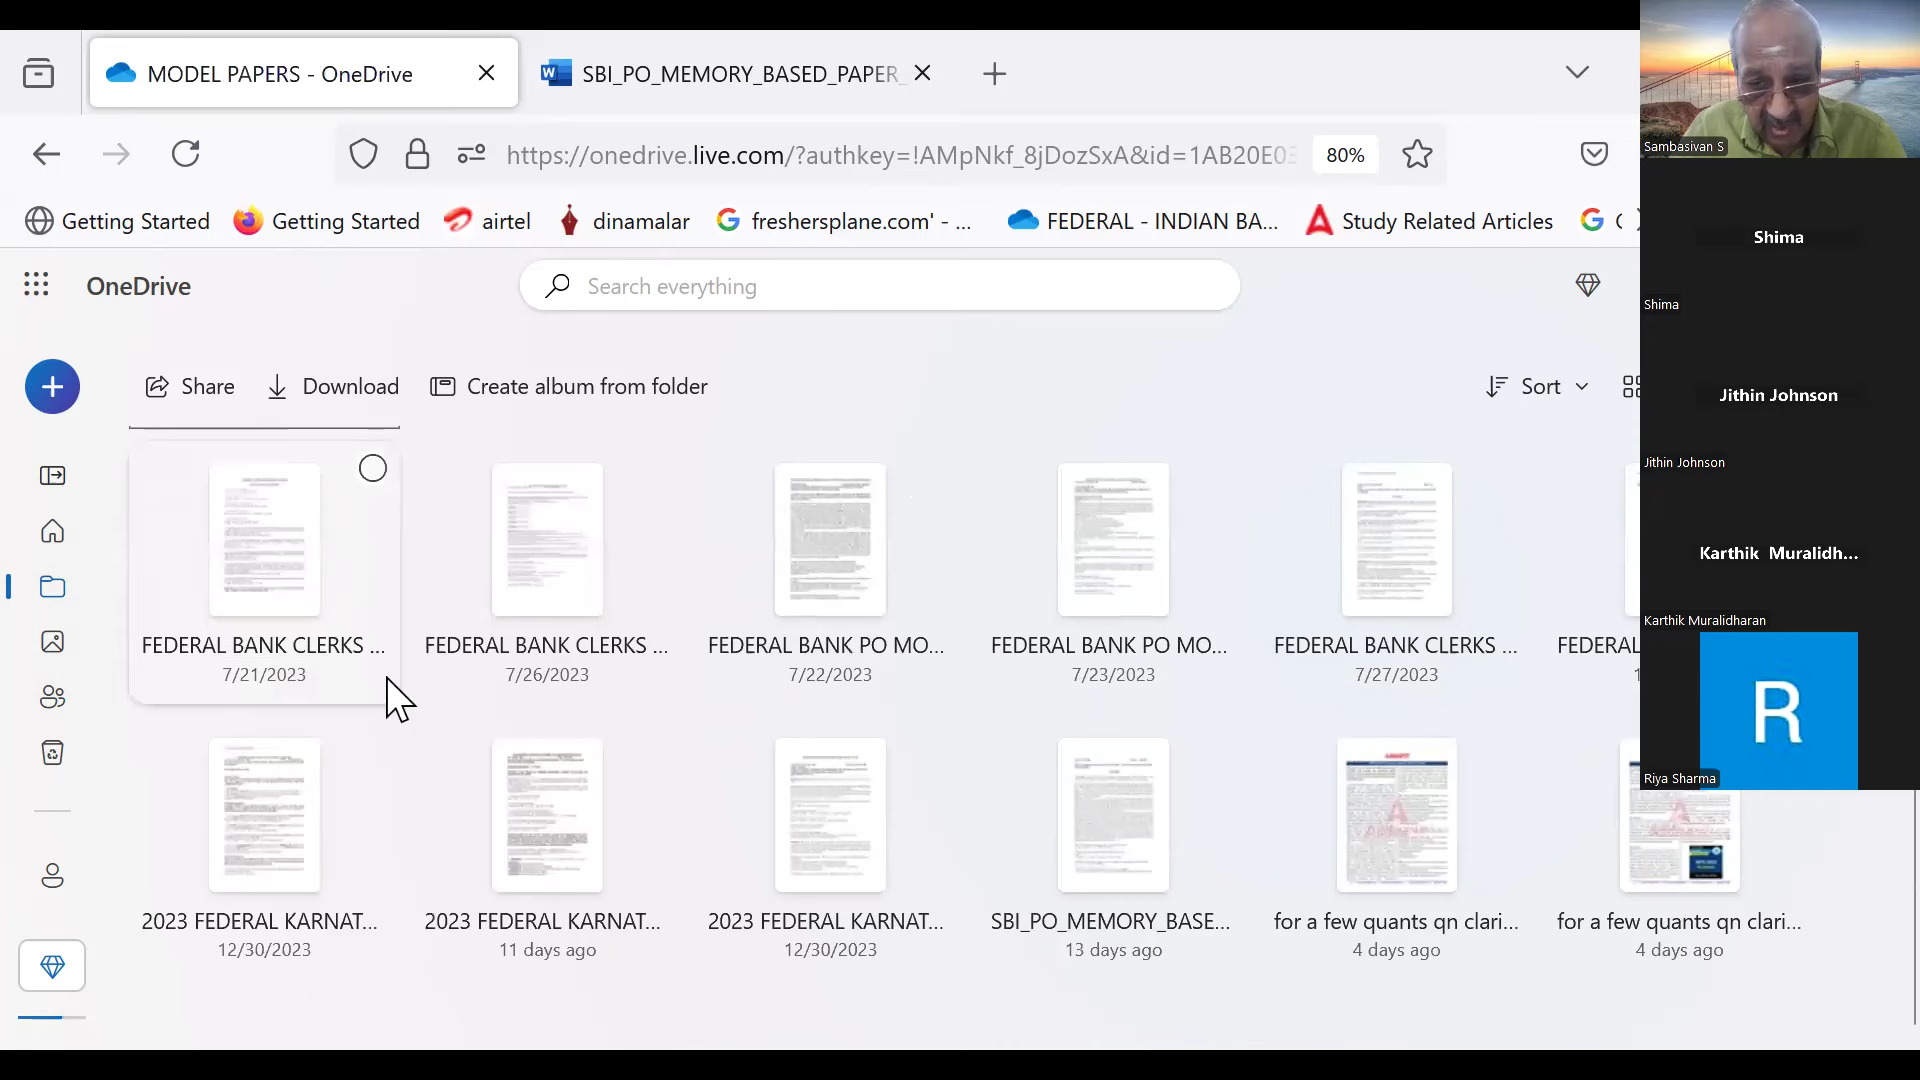 MODEL PAPERS - OneDrive
SBI_PO_MEMORY_BASED_PAPER_
https://onedrive.live.com/?authkey=!AMpNkf_8jDozSxA&id=1AB20E03
80%
Getting Started
Getting Started
airtel
dinamalar
freshersplane.com' - ...
FEDERAL - INDIAN BA...
Study Related Articles
OneDrive
Search everything
Share
Download
Create album from folder
Sort
FEDERAL BANK CLERKS ...
7/21/2023
FEDERAL BANK CLERKS ...
7/26/2023
FEDERAL BANK PO MO...
7/22/2023
FEDERAL BANK PO MO...
7/23/2023
FEDERAL BANK CLERKS ...
7/27/2023
FEDERAL
2023 FEDERAL KARNAT...
12/30/2023
2023 FEDERAL KARNAT...
11 days ago
2023 FEDERAL KARNAT...
12/30/2023
SBI_PO_MEMORY_BASE...
13 days ago
for a few quants qn clari...
4 days ago
for a few quants qn clari...
4 days ago
Sambasivan S
Shima
Shima
Jithin Johnson
Jithin Johnson
Karthik Muralidh...
Karthik Muralidharan
R
Riya Sharma